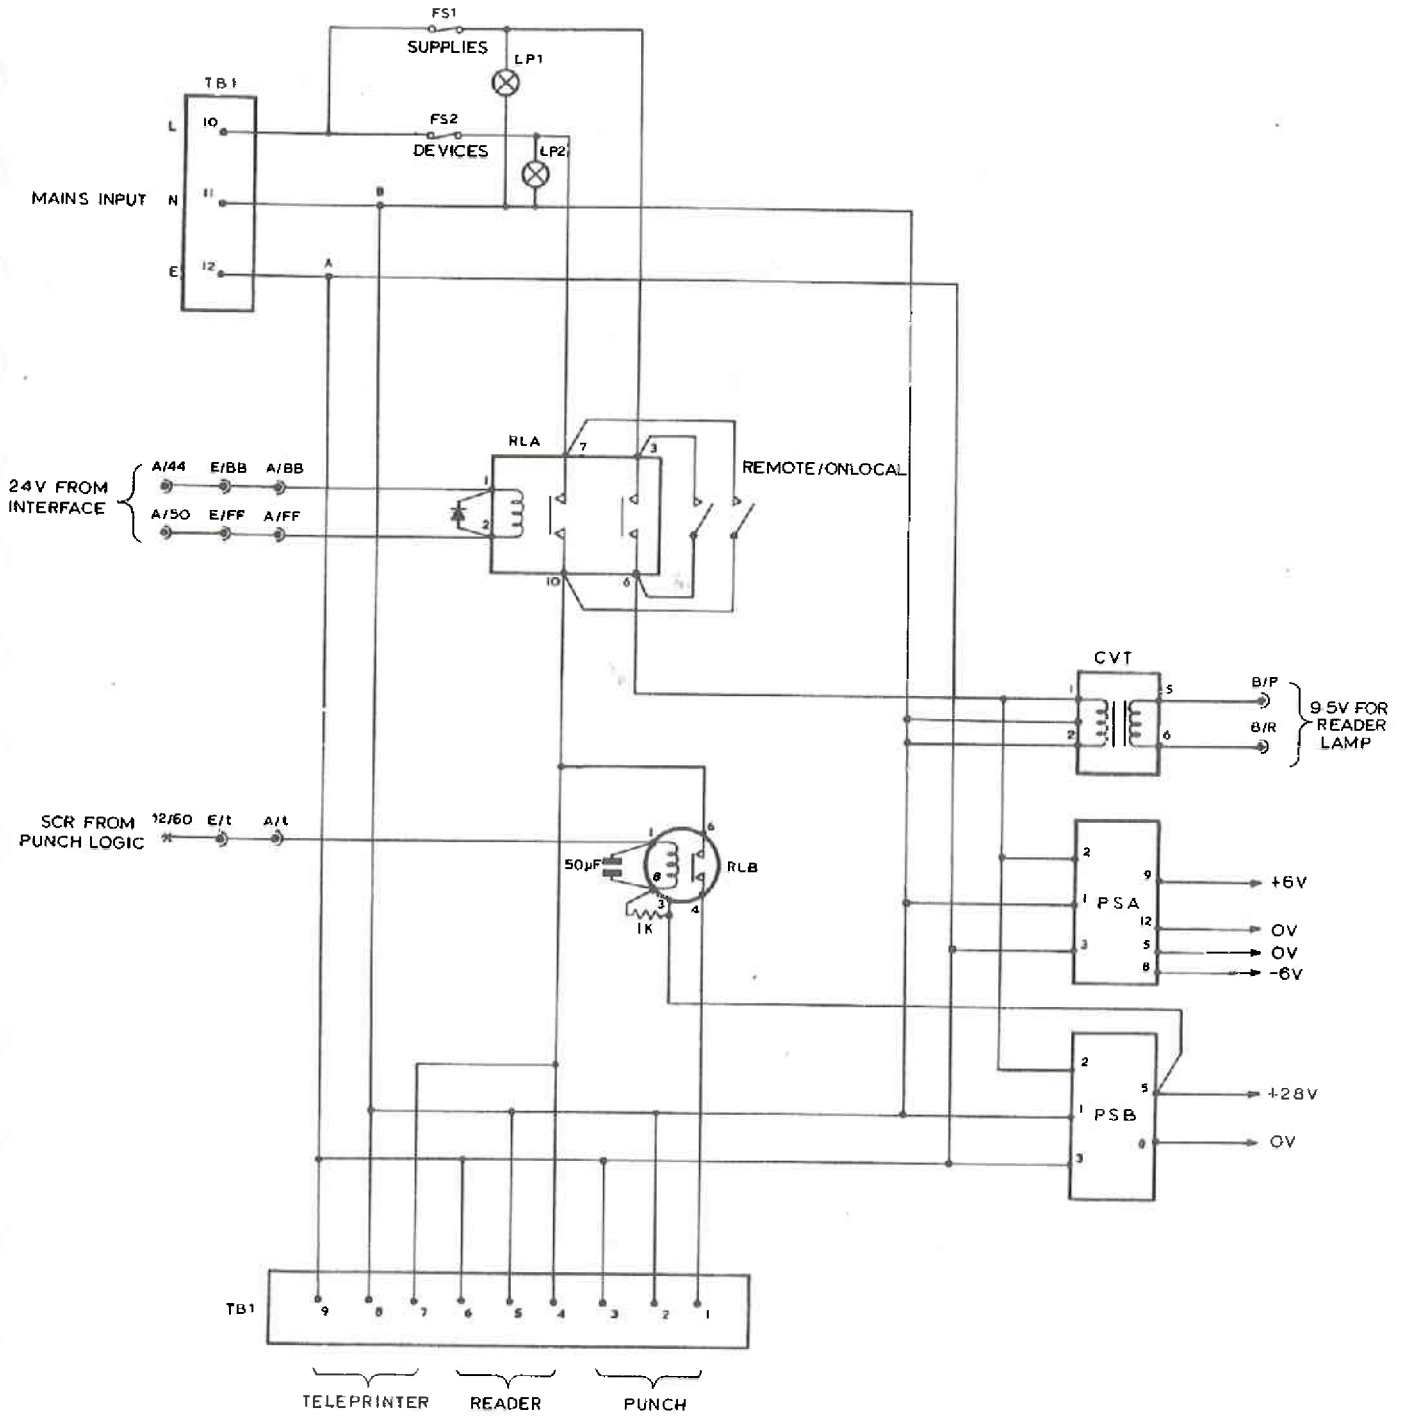 FS1
SUPPLIES
LP1
TB1
L 10
FS2
DEVICES
LP2
MAINS INPUT N 11 B
E 12 A
RLA 7 3
REMOTE/ONLOCAL
24V FROM
INTERFACE
A/44 E/BB A/BB 1
A/50 E/FF A/FF 2
10 6
CVT
1 5 B/P
2 6 B/R
9.5V FOR
READER
LAMP
SCR FROM
PUNCH LOGIC
12/60 E/t A/t 1 6
50µF 8 RLB
3 4
1K
2 9 +6V
1 PSA
12 0V
3 5 0V
8 -6V
2
5 +28V
1 PSB
0V
3
TB1 9 8 7 6 5 4 3 2 1
TELEPRINTER READER PUNCH